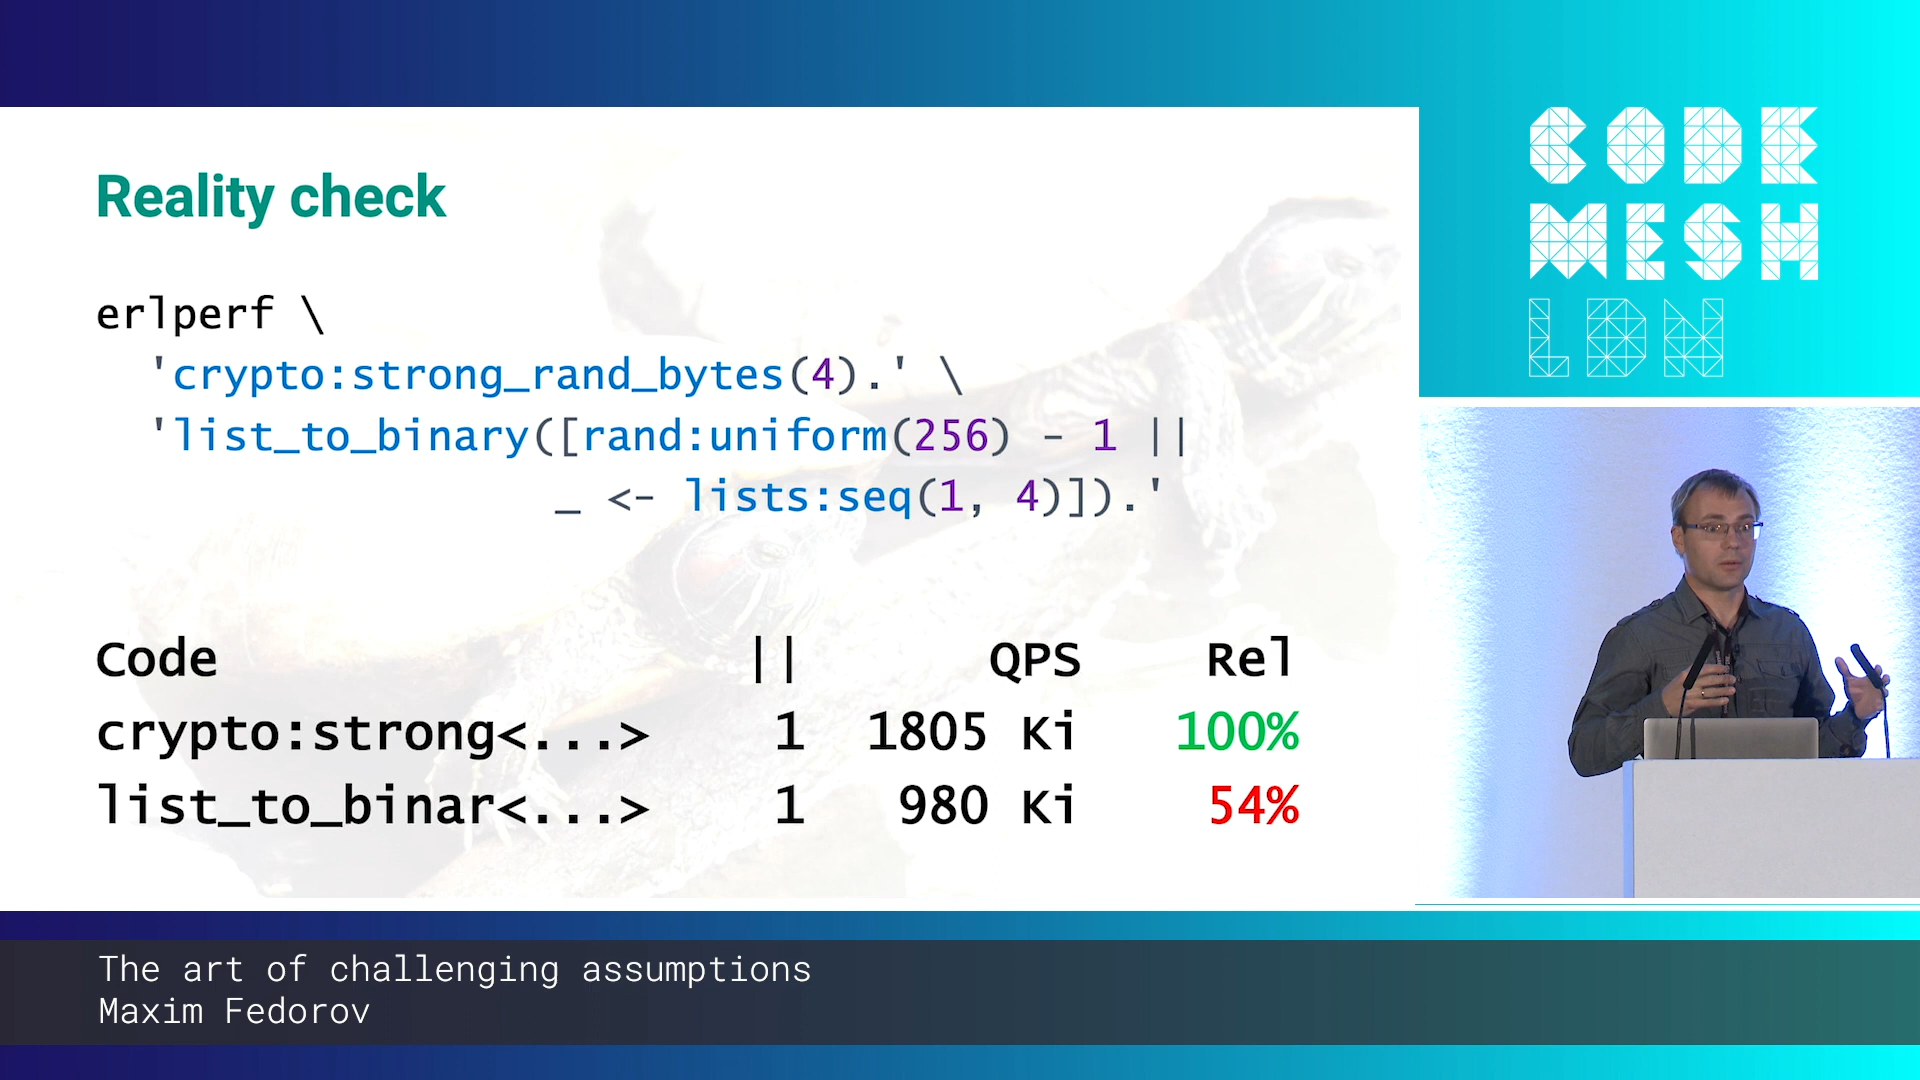 Reality check
erlperf \
'crypto:strong_rand_bytes(4).' \
'list_to_binary([rand:uniform(256) - 1 ||
_ <- lists:seq(1, 4)]).'
Code || QPS Rel
crypto:strong<...> 1 1805 Ki 100%
list_to_binar<...> 1 980 Ki 54%
CODE
MESH
LDN
The art of challenging assumptions
Maxim Fedorov